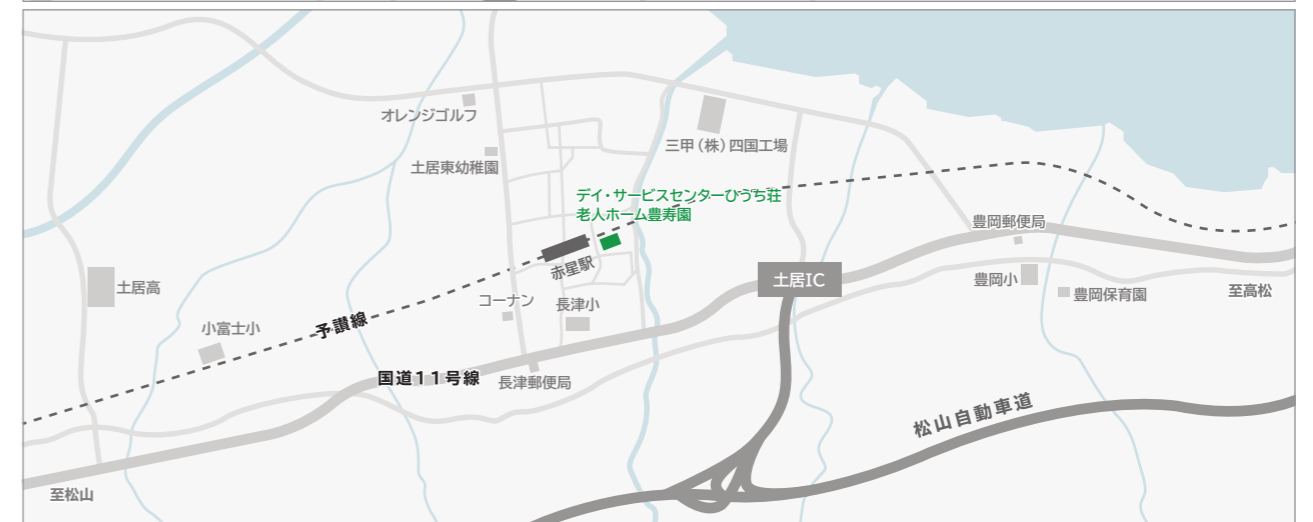 オレンジゴルフ
三甲（株）四国工場
土居東幼稚園
デイ・サービスセンターひうち荘
老人ホーム豊寿園
豊岡郵便局
赤星駅
土居IC
豊岡小
豊岡保育園
至高松
土居高
コーナン
長津小
小富士小
予讃線
国道11号線
長津郵便局
松山自動車道
至松山